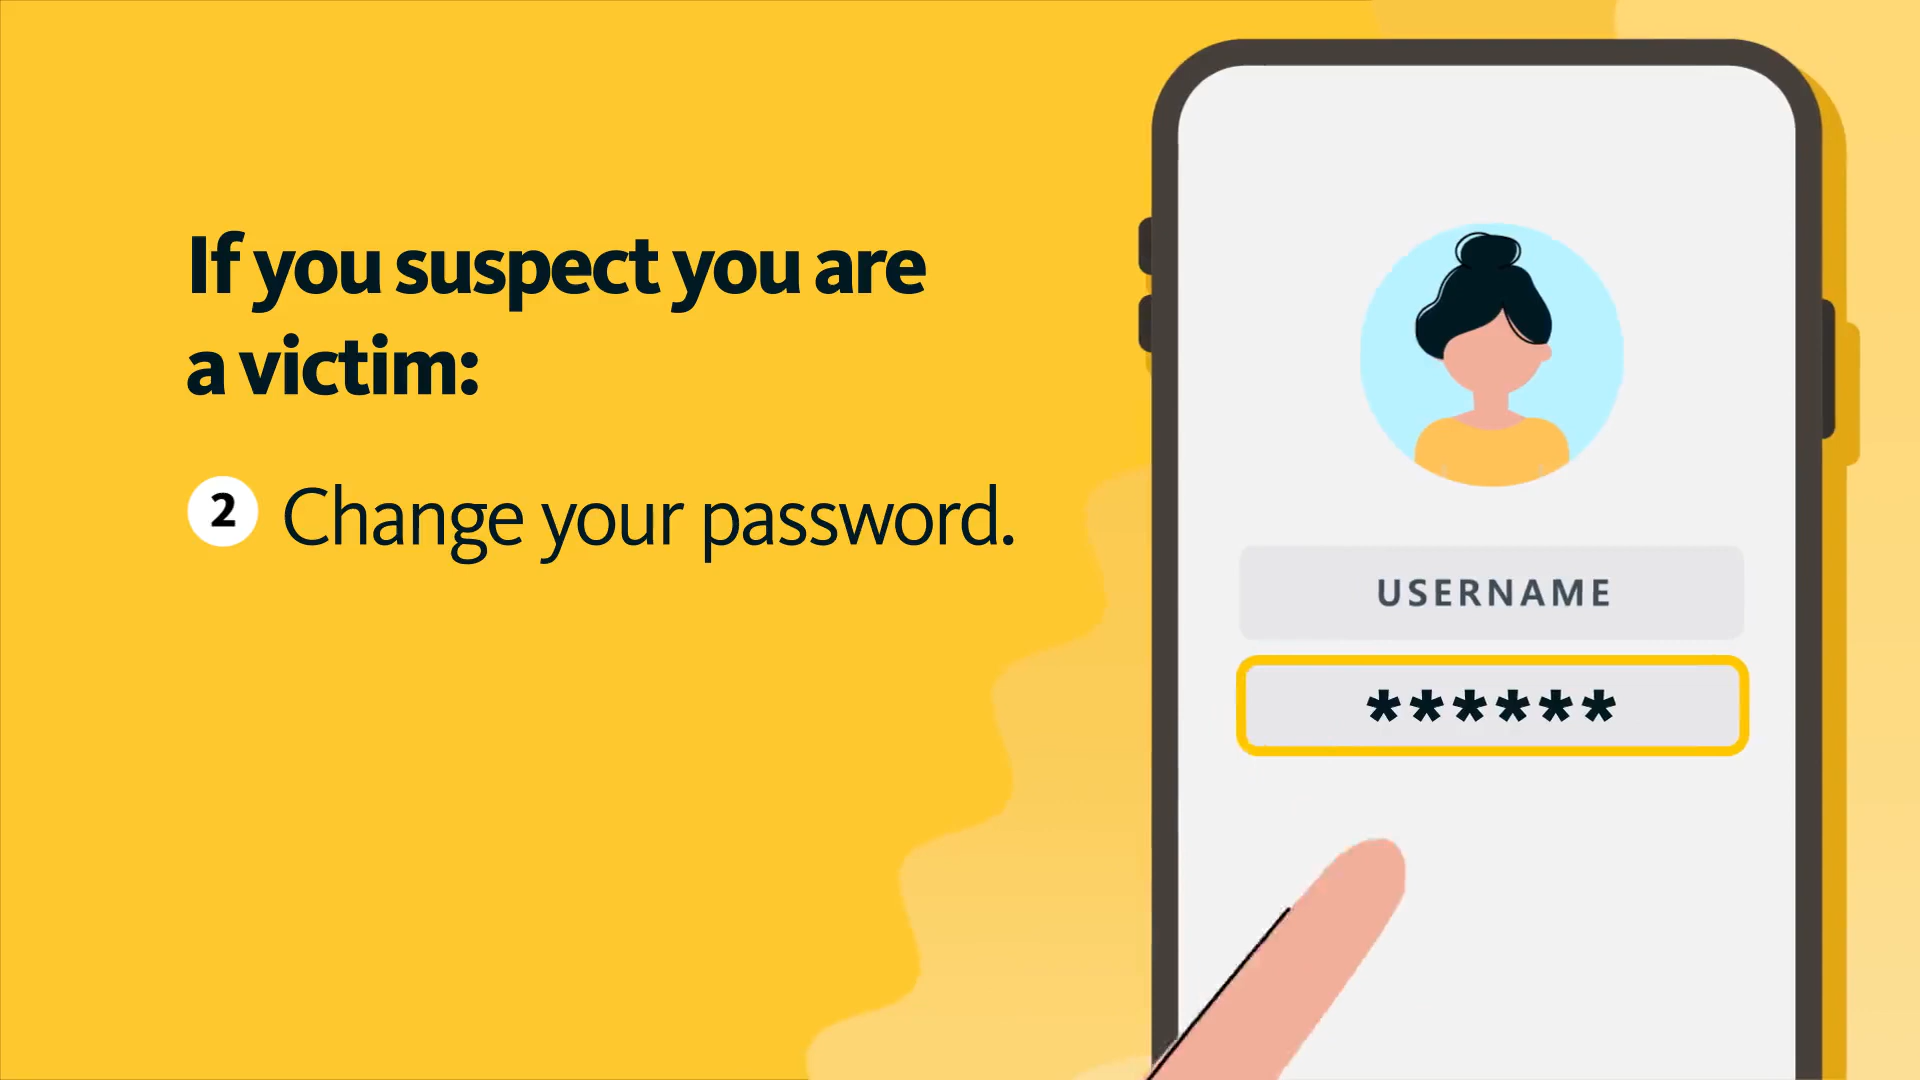 If you suspect you are
a victim:
2 Change your password.
USERNAME
******